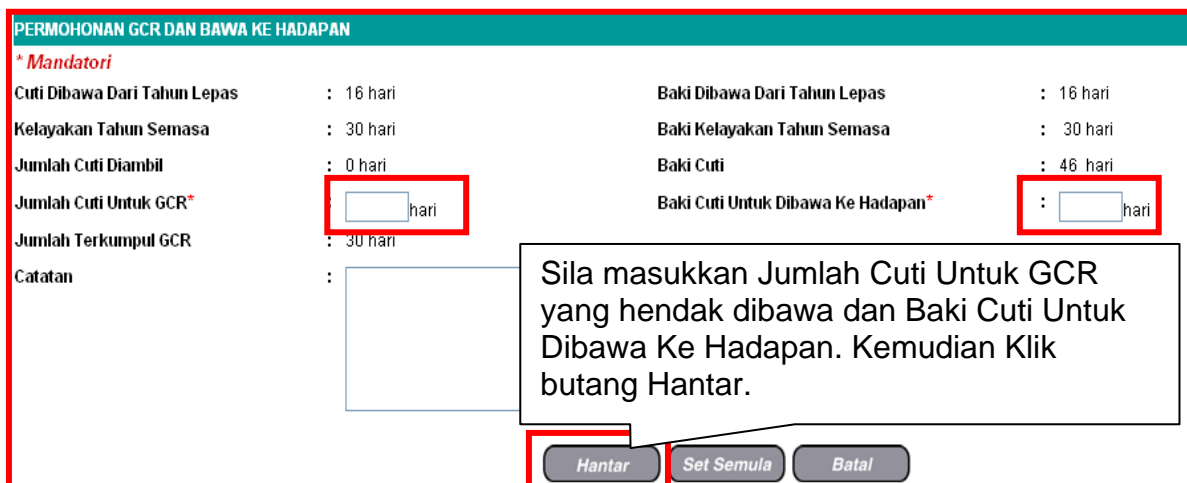 PERMOHONAN GCR DAN BAWA KE HADAPAN
* Mandatori
Cuti Dibawa Dari Tahun Lepas : 16 hari Baki Dibawa Dari Tahun Lepas : 16 hari
Kelayakan Tahun Semasa : 30 hari Baki Kelayakan Tahun Semasa : 30 hari
Jumlah Cuti Diambil : 0 hari Baki Cuti : 46 hari
Jumlah Cuti Untuk GCR* : hari Baki Cuti Untuk Dibawa Ke Hadapan* : hari
Jumlah Terkumpul GCR : 30 hari
Catatan :
Sila masukkan Jumlah Cuti Untuk GCR
yang hendak dibawa dan Baki Cuti Untuk
Dibawa Ke Hadapan. Kemudian Klik
butang Hantar.
Hantar Set Semula Batal